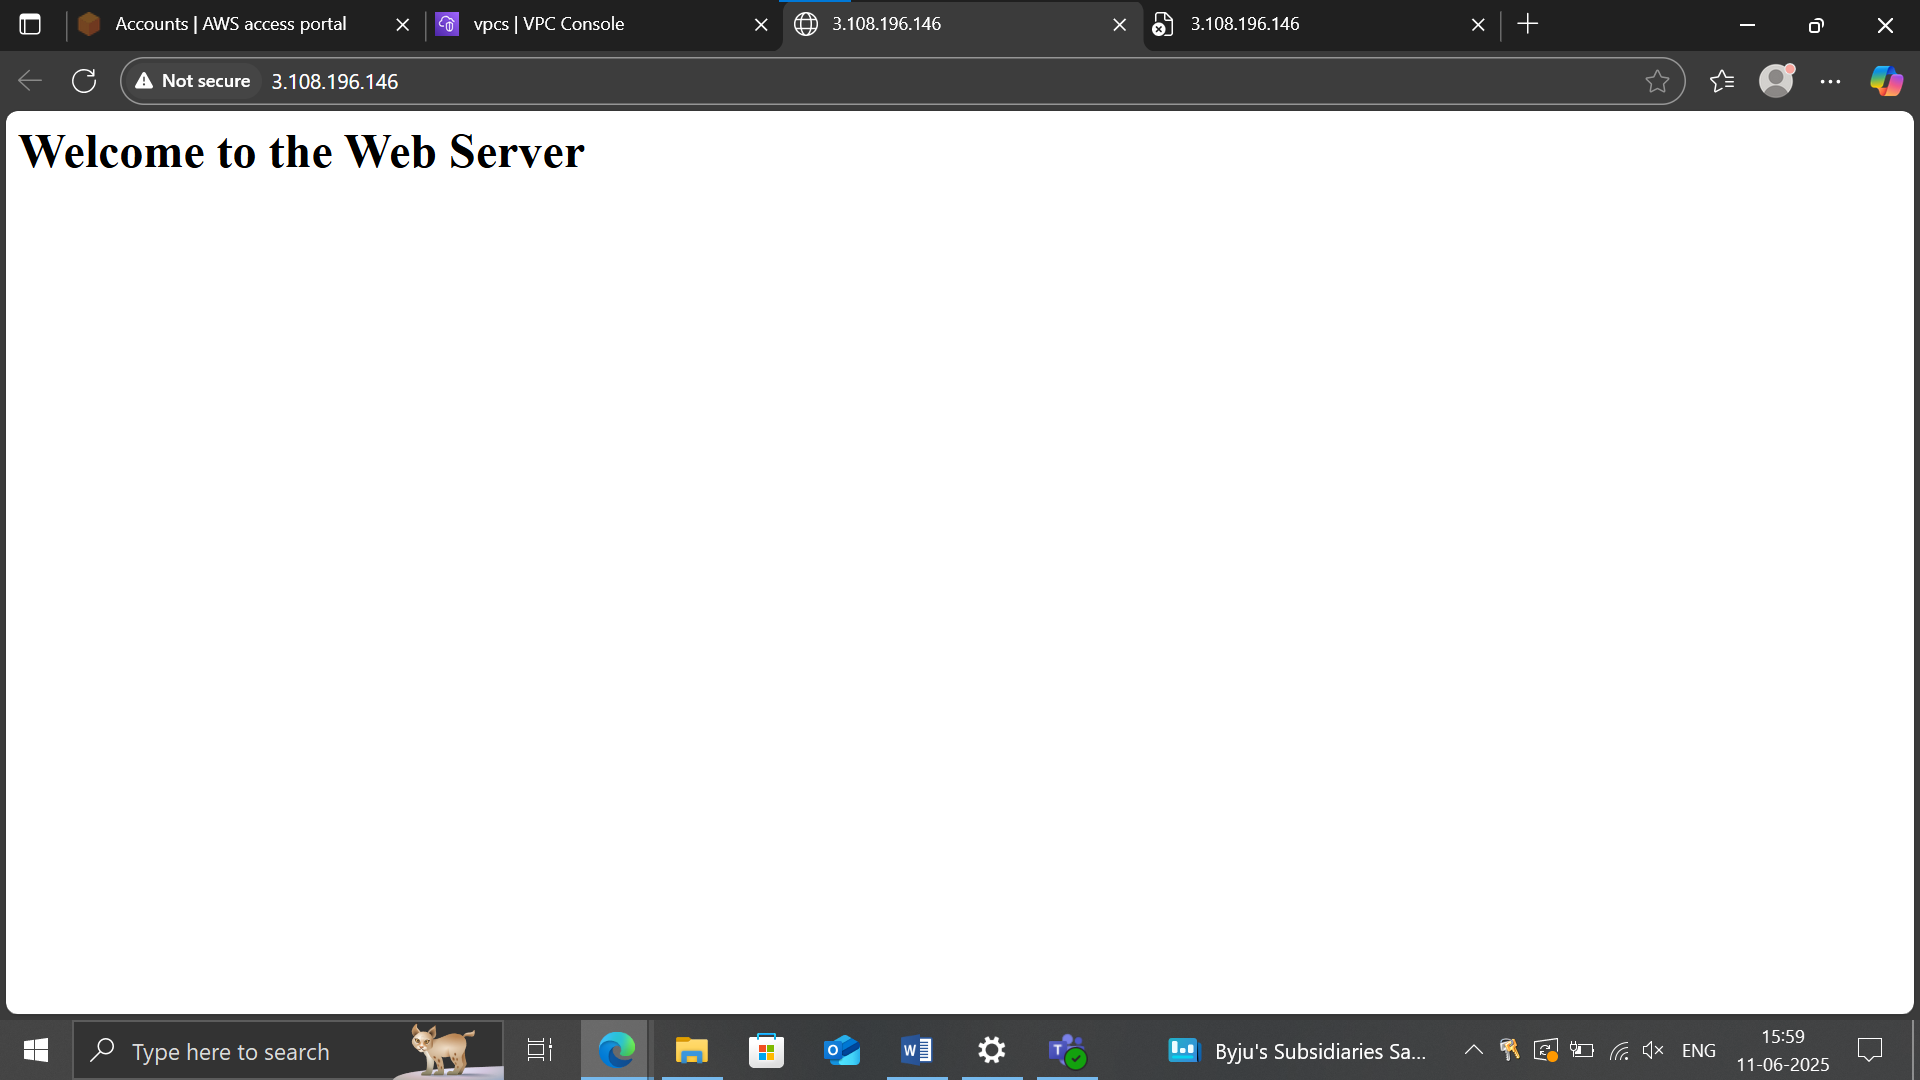 Accounts | AWS access portal
vpcs | VPC Console
3.108.196.146
3.108.196.146
Not secure
3.108.196.146
Welcome to the Web Server
Type here to search
Byju's Subsidiaries Sa...
ENG
15:59
11-06-2025